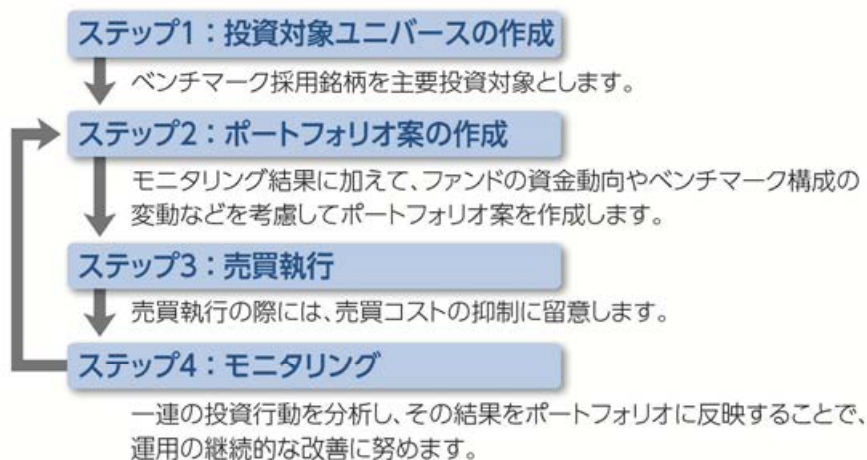 ステップ1：投資対象ユニバースの作成
ベンチマーク採用銘柄を主要投資対象とします。
ステップ2：ポートフォリオ案の作成
モニタリング結果に加えて、ファンドの資金動向やベンチマーク構成の
変動などを考慮してポートフォリオ案を作成します。
ステップ3：売買執行
売買執行の際には、売買コストの抑制に留意します。
ステップ4：モニタリング
一連の投資行動を分析し、その結果をポートフォリオに反映することで、
運用の継続的な改善に努めます。